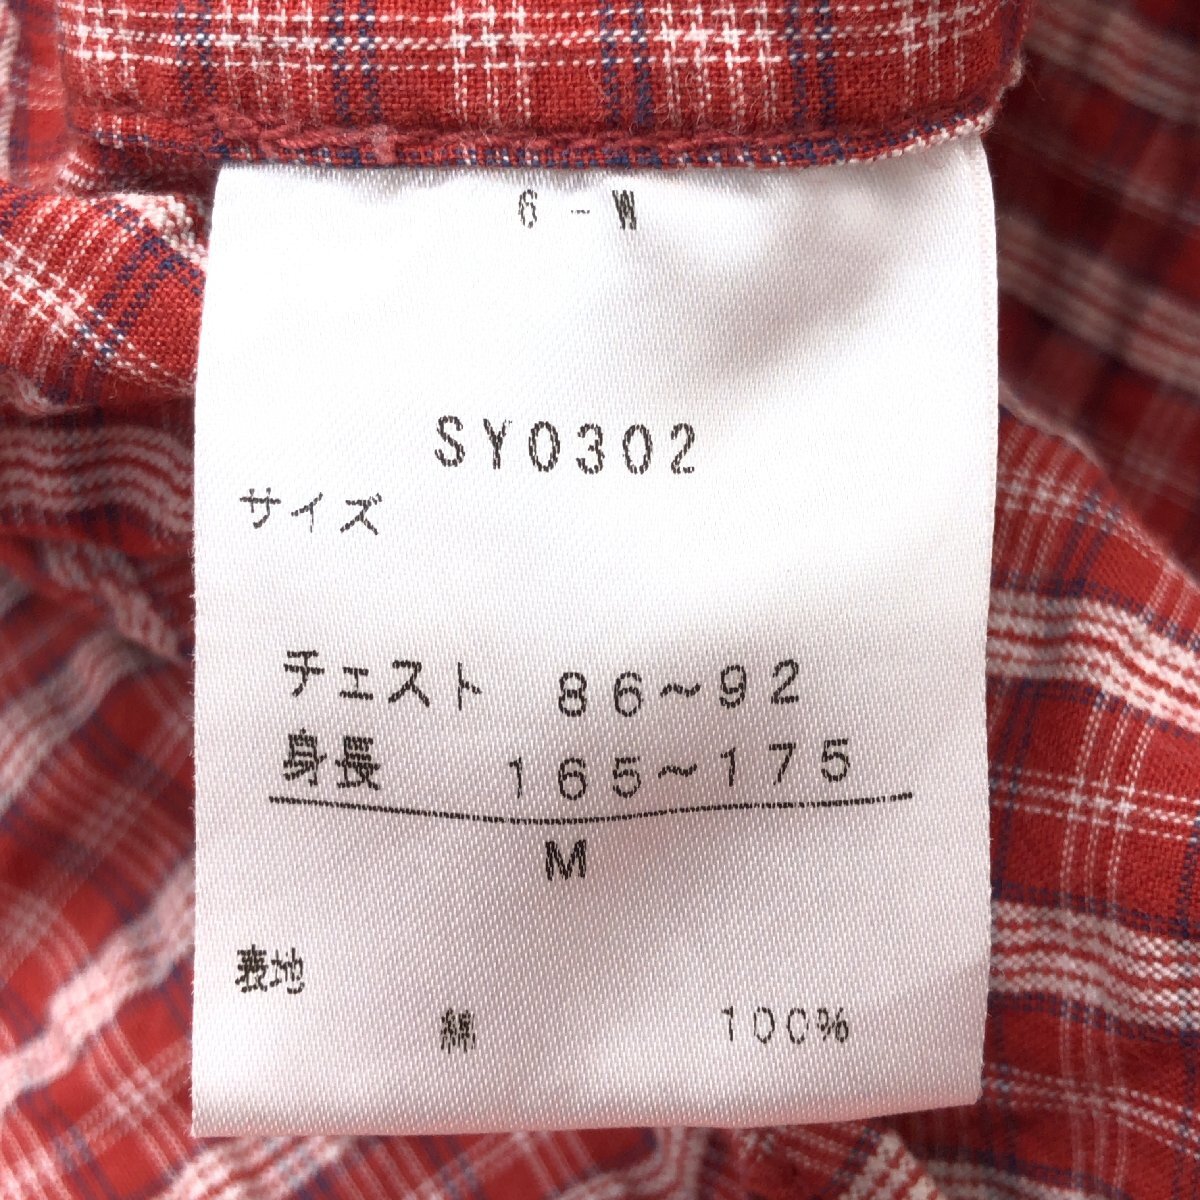 6-W
SY0302
サイズ
チェスト 86～92
身長 165～175
M
表地
綿 100%